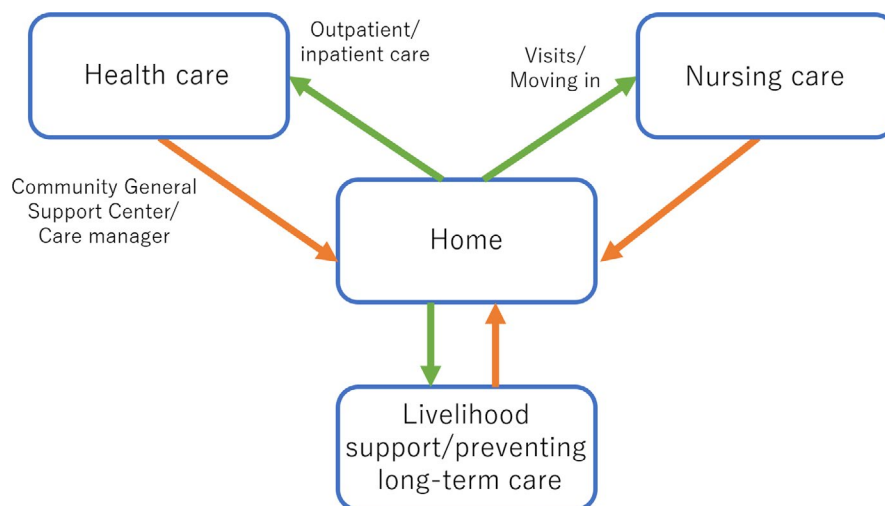 Outpatient/
inpatient care
Health care
Visits/
Moving in
Nursing care
Community General
Support Center/
Care manager
Home
Livelihood
support/preventing
long-term care